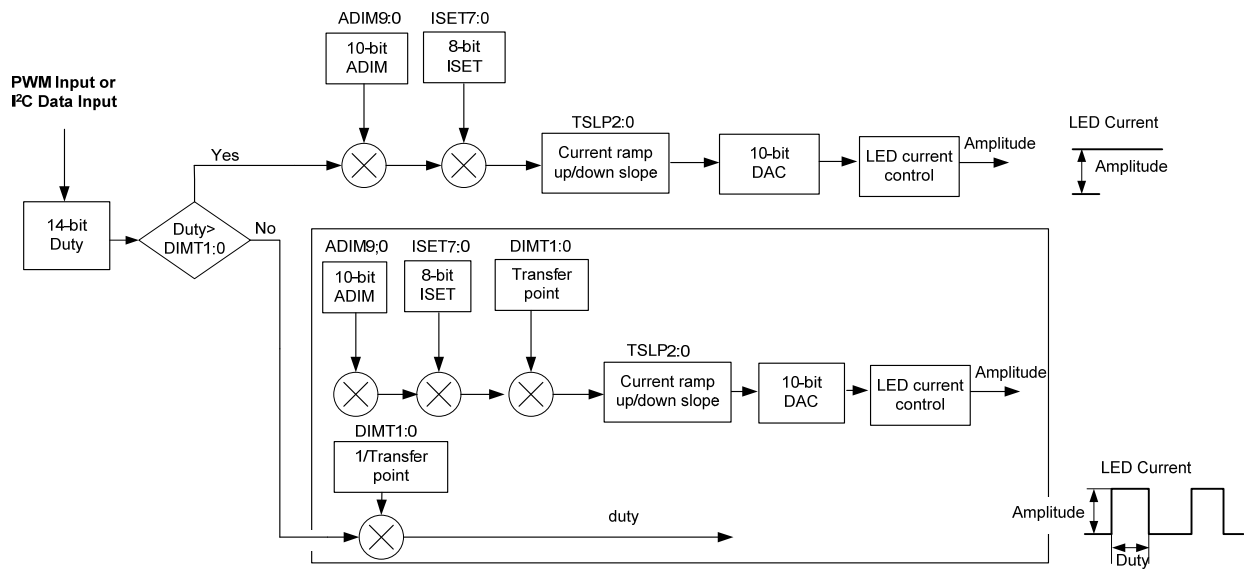 ADIM9:0
ISET7:0
10-bit
ADIM
8-bit
ISET
PWM Input or
I²C Data Input
TSLP2:0
Current ramp
up/down slope
10-bit
DAC
LED current
control
Amplitude
LED Current
Amplitude
Yes
14-bit
Duty
Duty>
DIMT1:0
No
ADIM9;0
ISET7:0
DIMT1:0
10-bit
ADIM
8-bit
ISET
Transfer
point
TSLP2:0
Current ramp
up/down slope
10-bit
DAC
LED current
control
Amplitude
DIMT1:0
1/Transfer
point
duty
LED Current
Amplitude
Duty